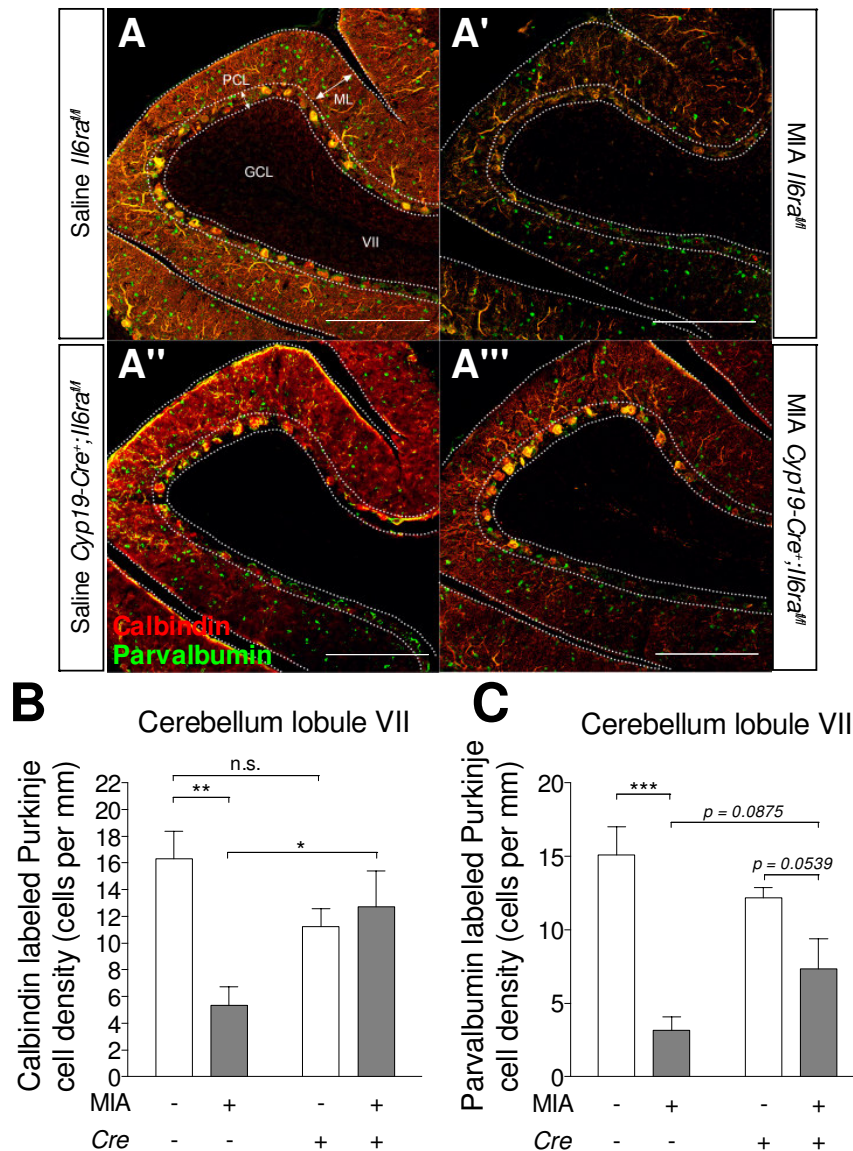 A
A'
Saline Il6ra fl/fl
MIA Il6ra fl/fl
PCL
ML
GCL
VII
A''
A'''
Saline Cyp19-Cre+;Il6ra fl/fl
MIA Cyp19-Cre+;Il6ra fl/fl
Calbindin
Parvalbumin
B
Cerebellum lobule VII
Calbindin labeled Purkinje
cell density (cells per mm)
22
20
18
16
14
12
10
8
6
4
2
0
n.s.
**
*
MIA - + - +
Cre - - + +
C
Cerebellum lobule VII
Parvalbumin labeled Purkinje
cell density (cells per mm)
20
15
10
5
0
***
p = 0.0875
p = 0.0539
MIA - + - +
Cre - - + +